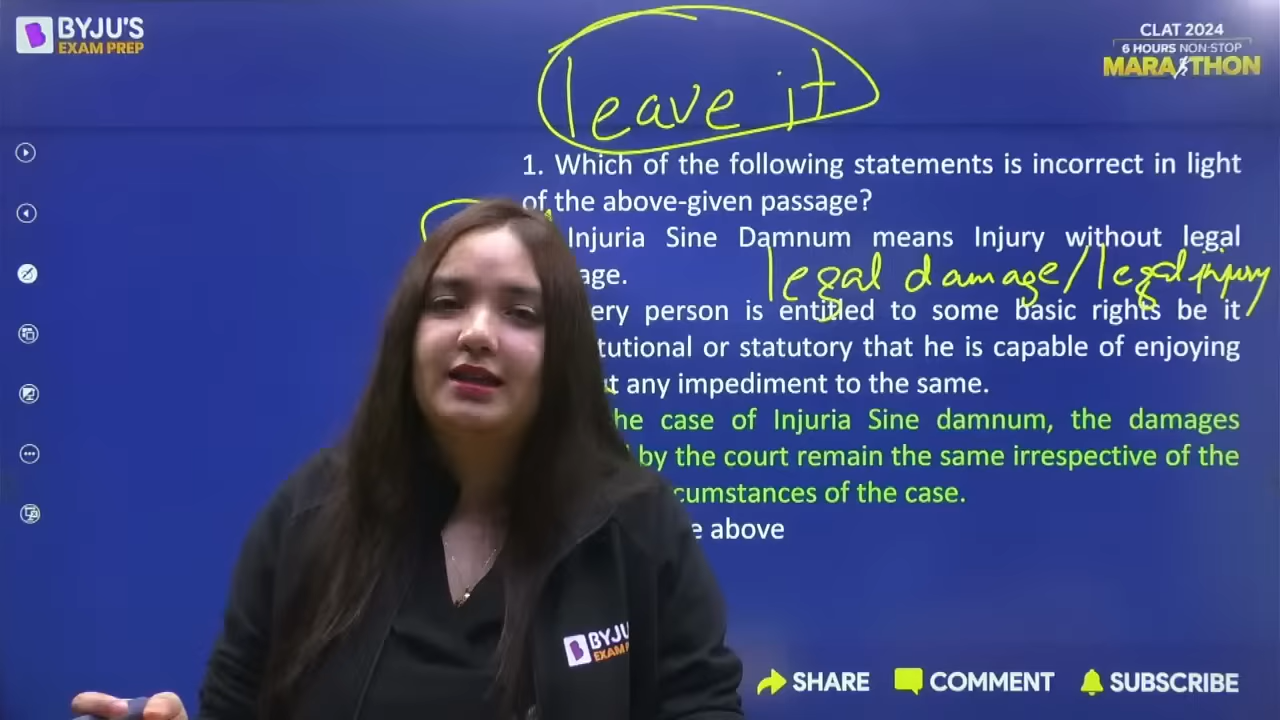 BYJU'S
EXAM PREP
CLAT 2024
6 HOURS NON-STOP
MARATHON
leave it
1. Which of the following statements is incorrect in light
of the above-given passage?
Injuria Sine Damnum means Injury without legal
age.
legal damage/legal injury
ery person is entitled to some basic rights be it
tutional or statutory that he is capable of enjoying
t any impediment to the same.
he case of Injuria Sine damnum, the damages
by the court remain the same irrespective of the
cumstances of the case.
e above
BYJU
EXAM P
SHARE
COMMENT
SUBSCRIBE